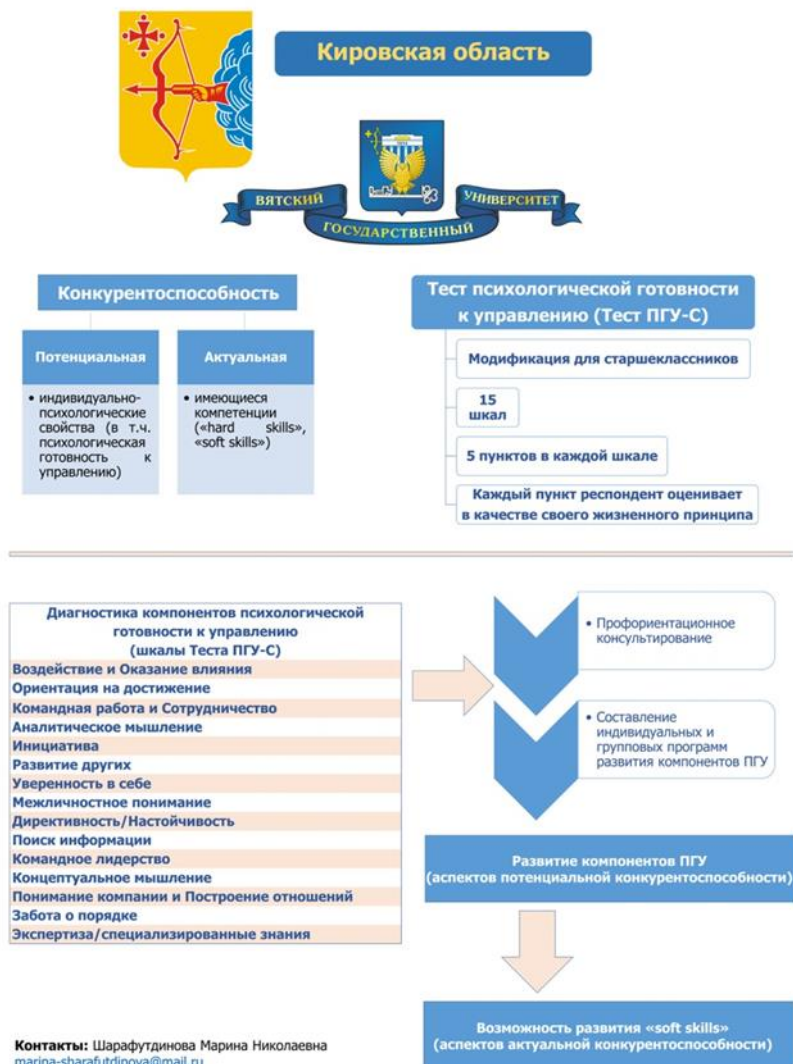 Кировская область
ВЯТСКИЙ
ГОСУДАРСТВЕННЫЙ
УНИВЕРСИТЕТ
Конкурентоспособность
Потенциальная
• индивидуально-
психологические
свойства (в т.ч.
психологическая
готовность к
управлению)
Актуальная
• имеющиеся
компетенции
(«hard skills»,
«soft skills»)
Тест психологической готовности
к управлению (Тест ПГУ-С)
Модификация для старшеклассников
15
шкал
5 пунктов в каждой шкале
Каждый пункт респондент оценивает
в качестве своего жизненного принципа
Диагностика компонентов психологической
готовности к управлению
(шкалы Теста ПГУ-С)
Воздействие и Оказание влияния
Ориентация на достижение
Командная работа и Сотрудничество
Аналитическое мышление
Инициатива
Развитие других
Уверенность в себе
Межличностное понимание
Директивность/Настойчивость
Поиск информации
Командное лидерство
Концептуальное мышление
Понимание компании и Построение отношений
Забота о порядке
Экспертиза/специализированные знания
• Профориентационное
консультирование
• Составление
индивидуальных и
групповых программ
развития компонентов ПГУ
Развитие компонентов ПГУ
(аспектов потенциальной конкурентоспособности)
Возможность развития «soft skills»
(аспектов актуальной конкурентоспособности)
Контакты: Шарафутдинова Марина Николаевна
marina-sharafutdinova@mail.ru